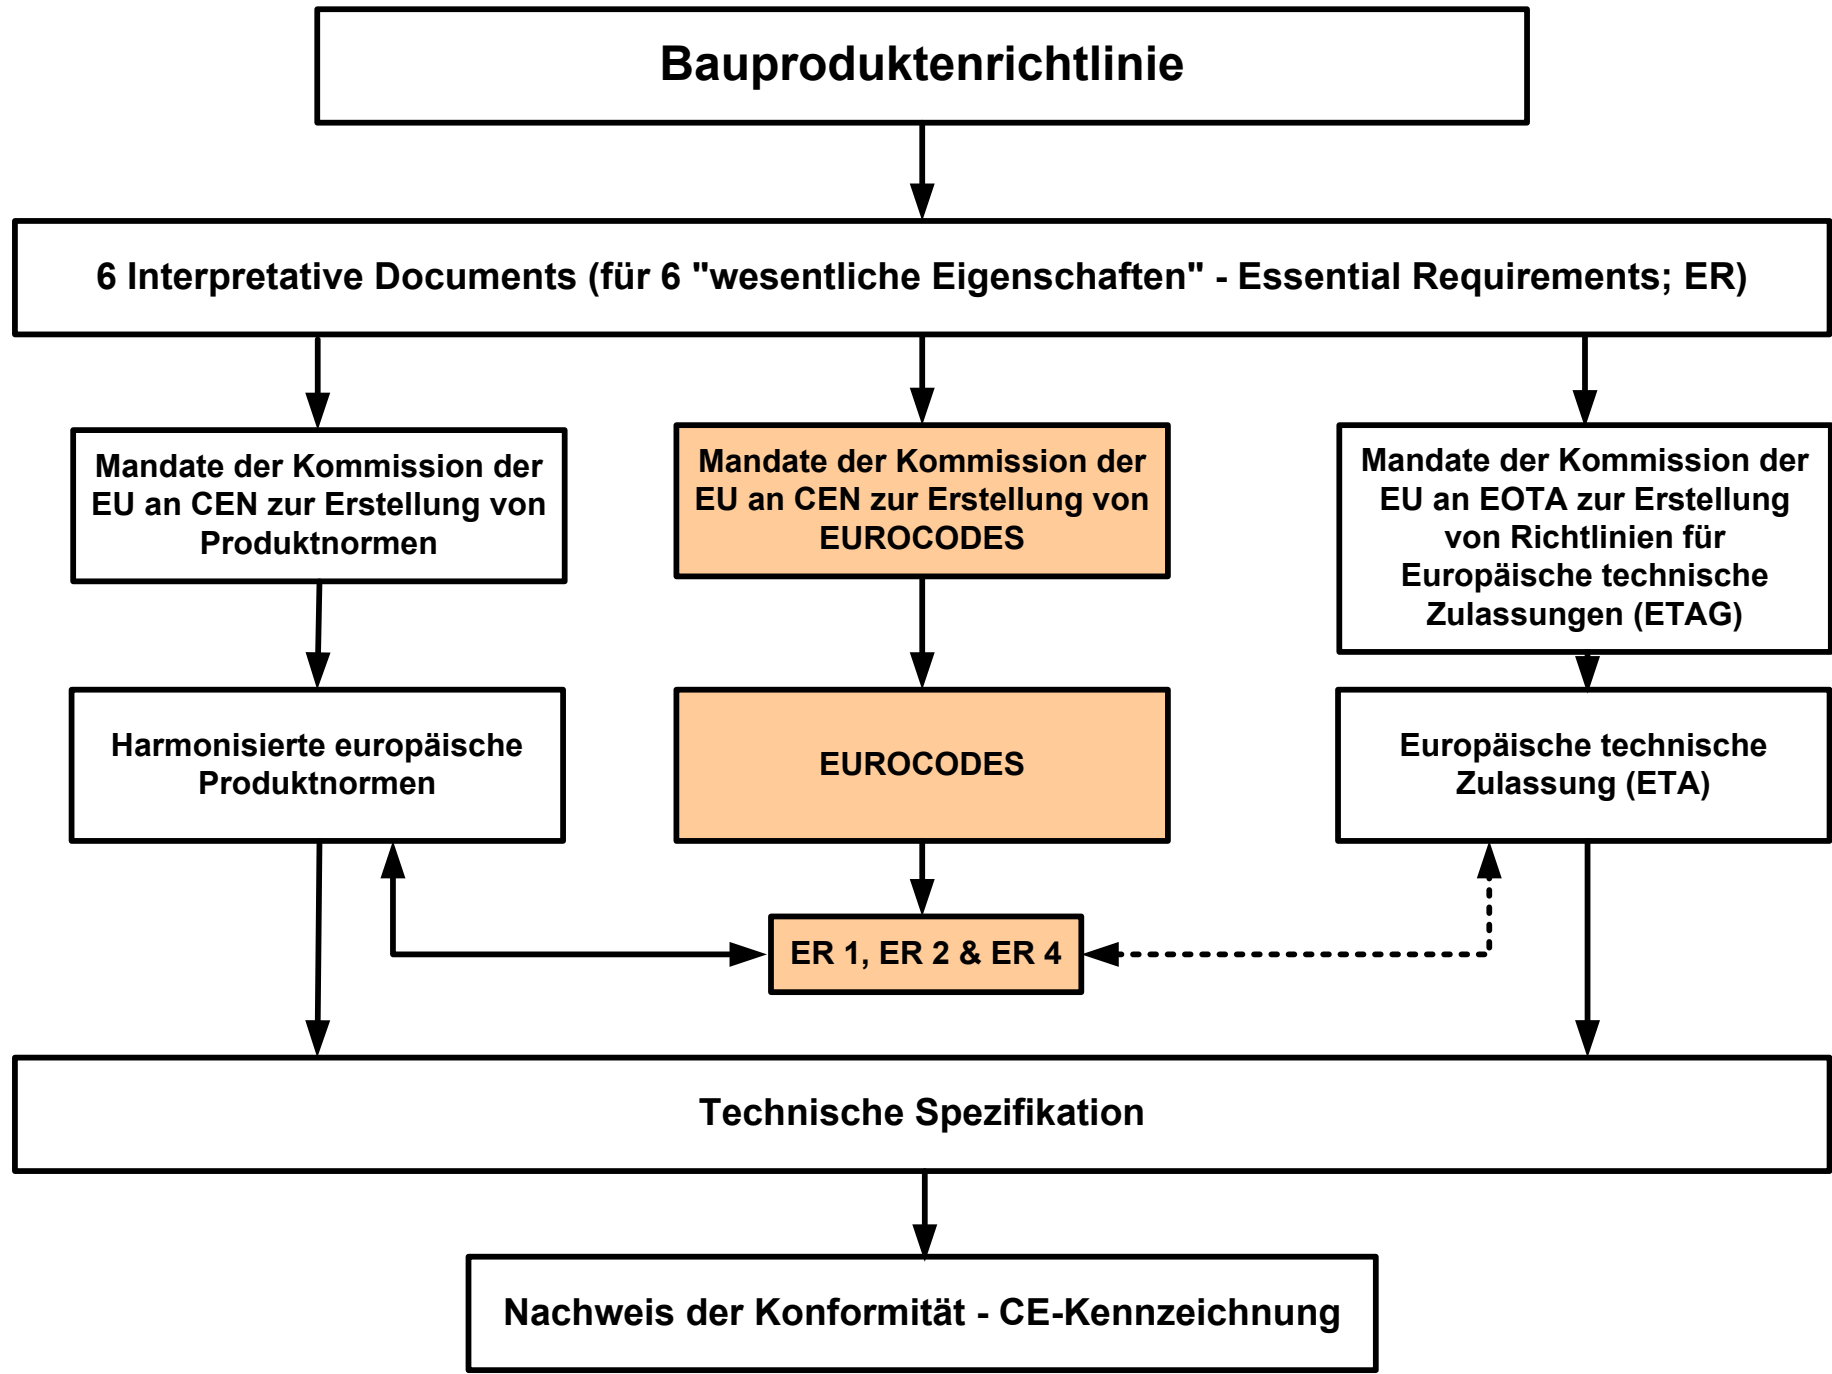 Bauproduktenrichtlinie
6 Interpretative Documents (für 6 "wesentliche Eigenschaften" - Essential Requirements; ER)
Mandate der Kommission der
EU an CEN zur Erstellung von
Produktnormen
Mandate der Kommission der
EU an CEN zur Erstellung von
EUROCODES
Mandate der Kommission der
EU an EOTA zur Erstellung
von Richtlinien für
Europäische technische
Zulassungen (ETAG)
Harmonisierte europäische
Produktnormen
EUROCODES
Europäische technische
Zulassung (ETA)
ER 1, ER 2 & ER 4
Technische Spezifikation
Nachweis der Konformität - CE-Kennzeichnung